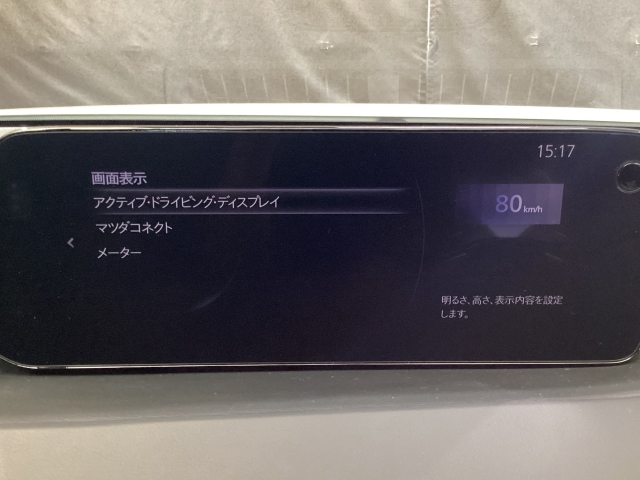 15:17
画面表示
アクティブ・ドライビング・ディスプレイ
80km/h
マツダコネクト
メーター
明るさ、高さ、表示内容を設定
します。